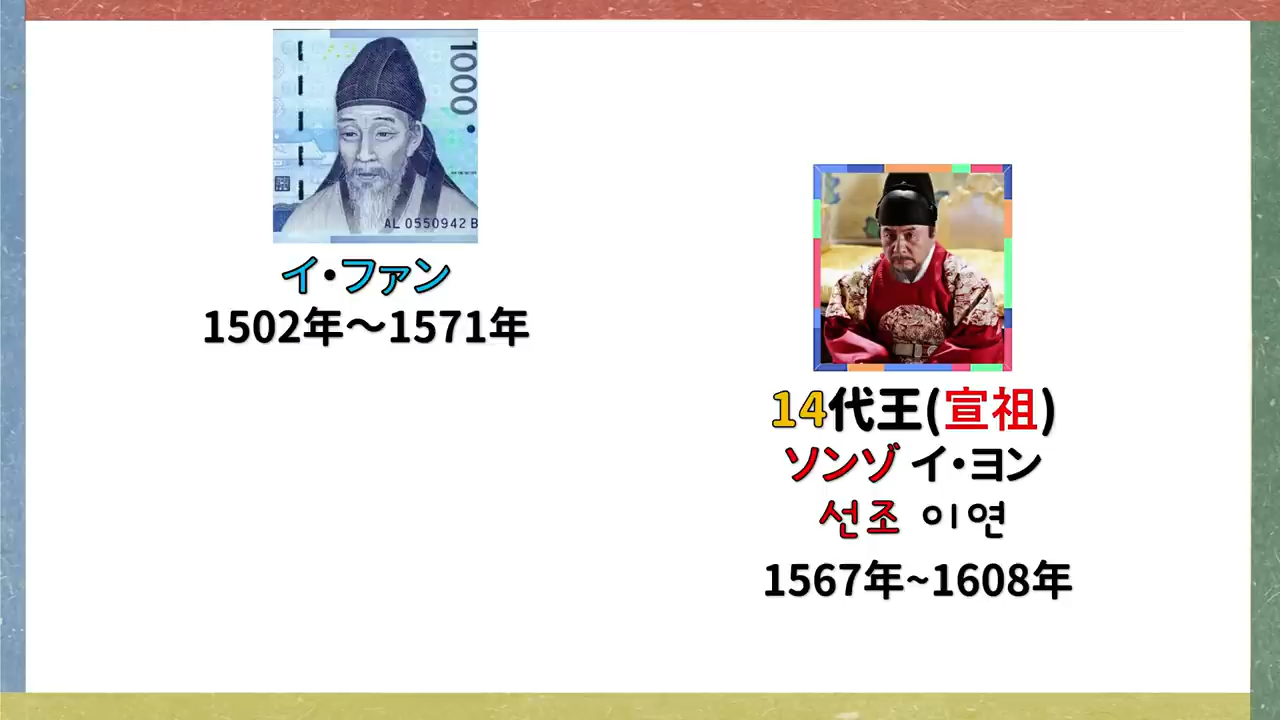 1000
AL 0550942 B
イ・ファン
1502年～1571年
14代王(宣祖)
ソンゾ イ・ヨン
선조 이연
1567年~1608年